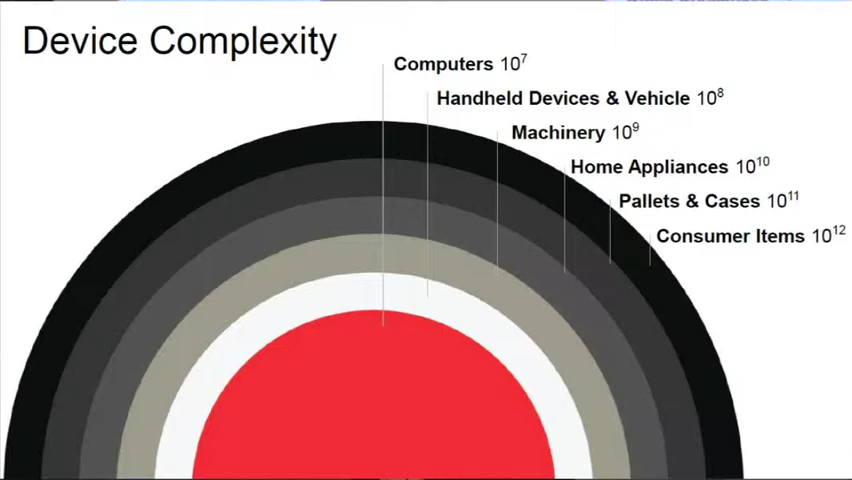 Device Complexity
Computers 10⁷
Handheld Devices & Vehicle 10⁸
Machinery 10⁹
Home Appliances 10¹⁰
Pallets & Cases 10¹¹
Consumer Items 10¹²